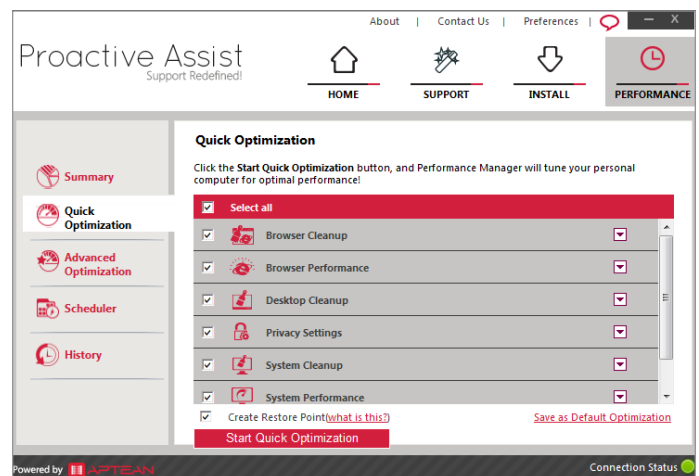 About | Contact Us | Preferences |
— X
Proactive Assist
Support Redefined!
HOME SUPPORT INSTALL PERFORMANCE
Summary
Quick
Optimization
Advanced
Optimization
Scheduler
History
Quick Optimization
Click the Start Quick Optimization button, and Performance Manager will tune your personal
computer for optimal performance!
Select all
Browser Cleanup
Browser Performance
Desktop Cleanup
Privacy Settings
System Cleanup
System Performance
Create Restore Point(what is this?) Save as Default Optimization
Start Quick Optimization
Powered by APTEAN Connection Status